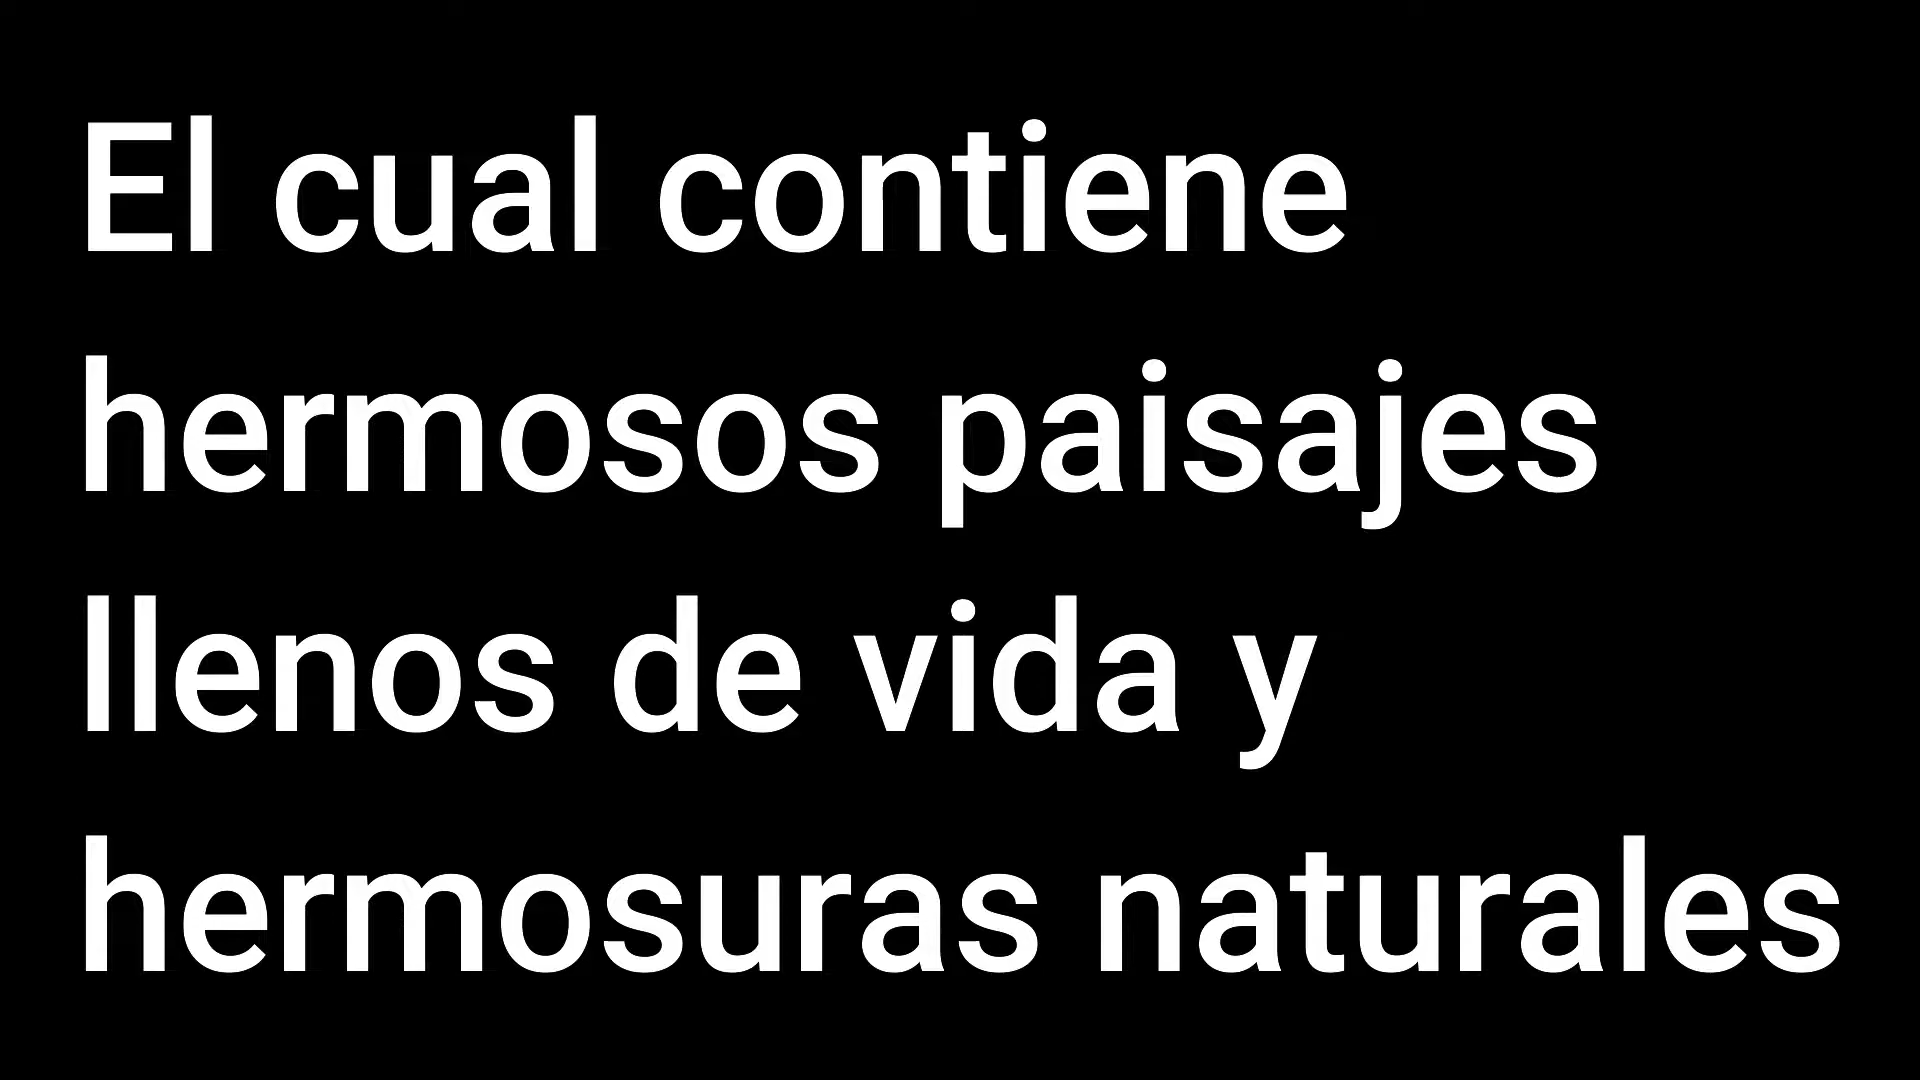 El cual contiene
hermosos paisajes
llenos de vida y
hermosuras naturales